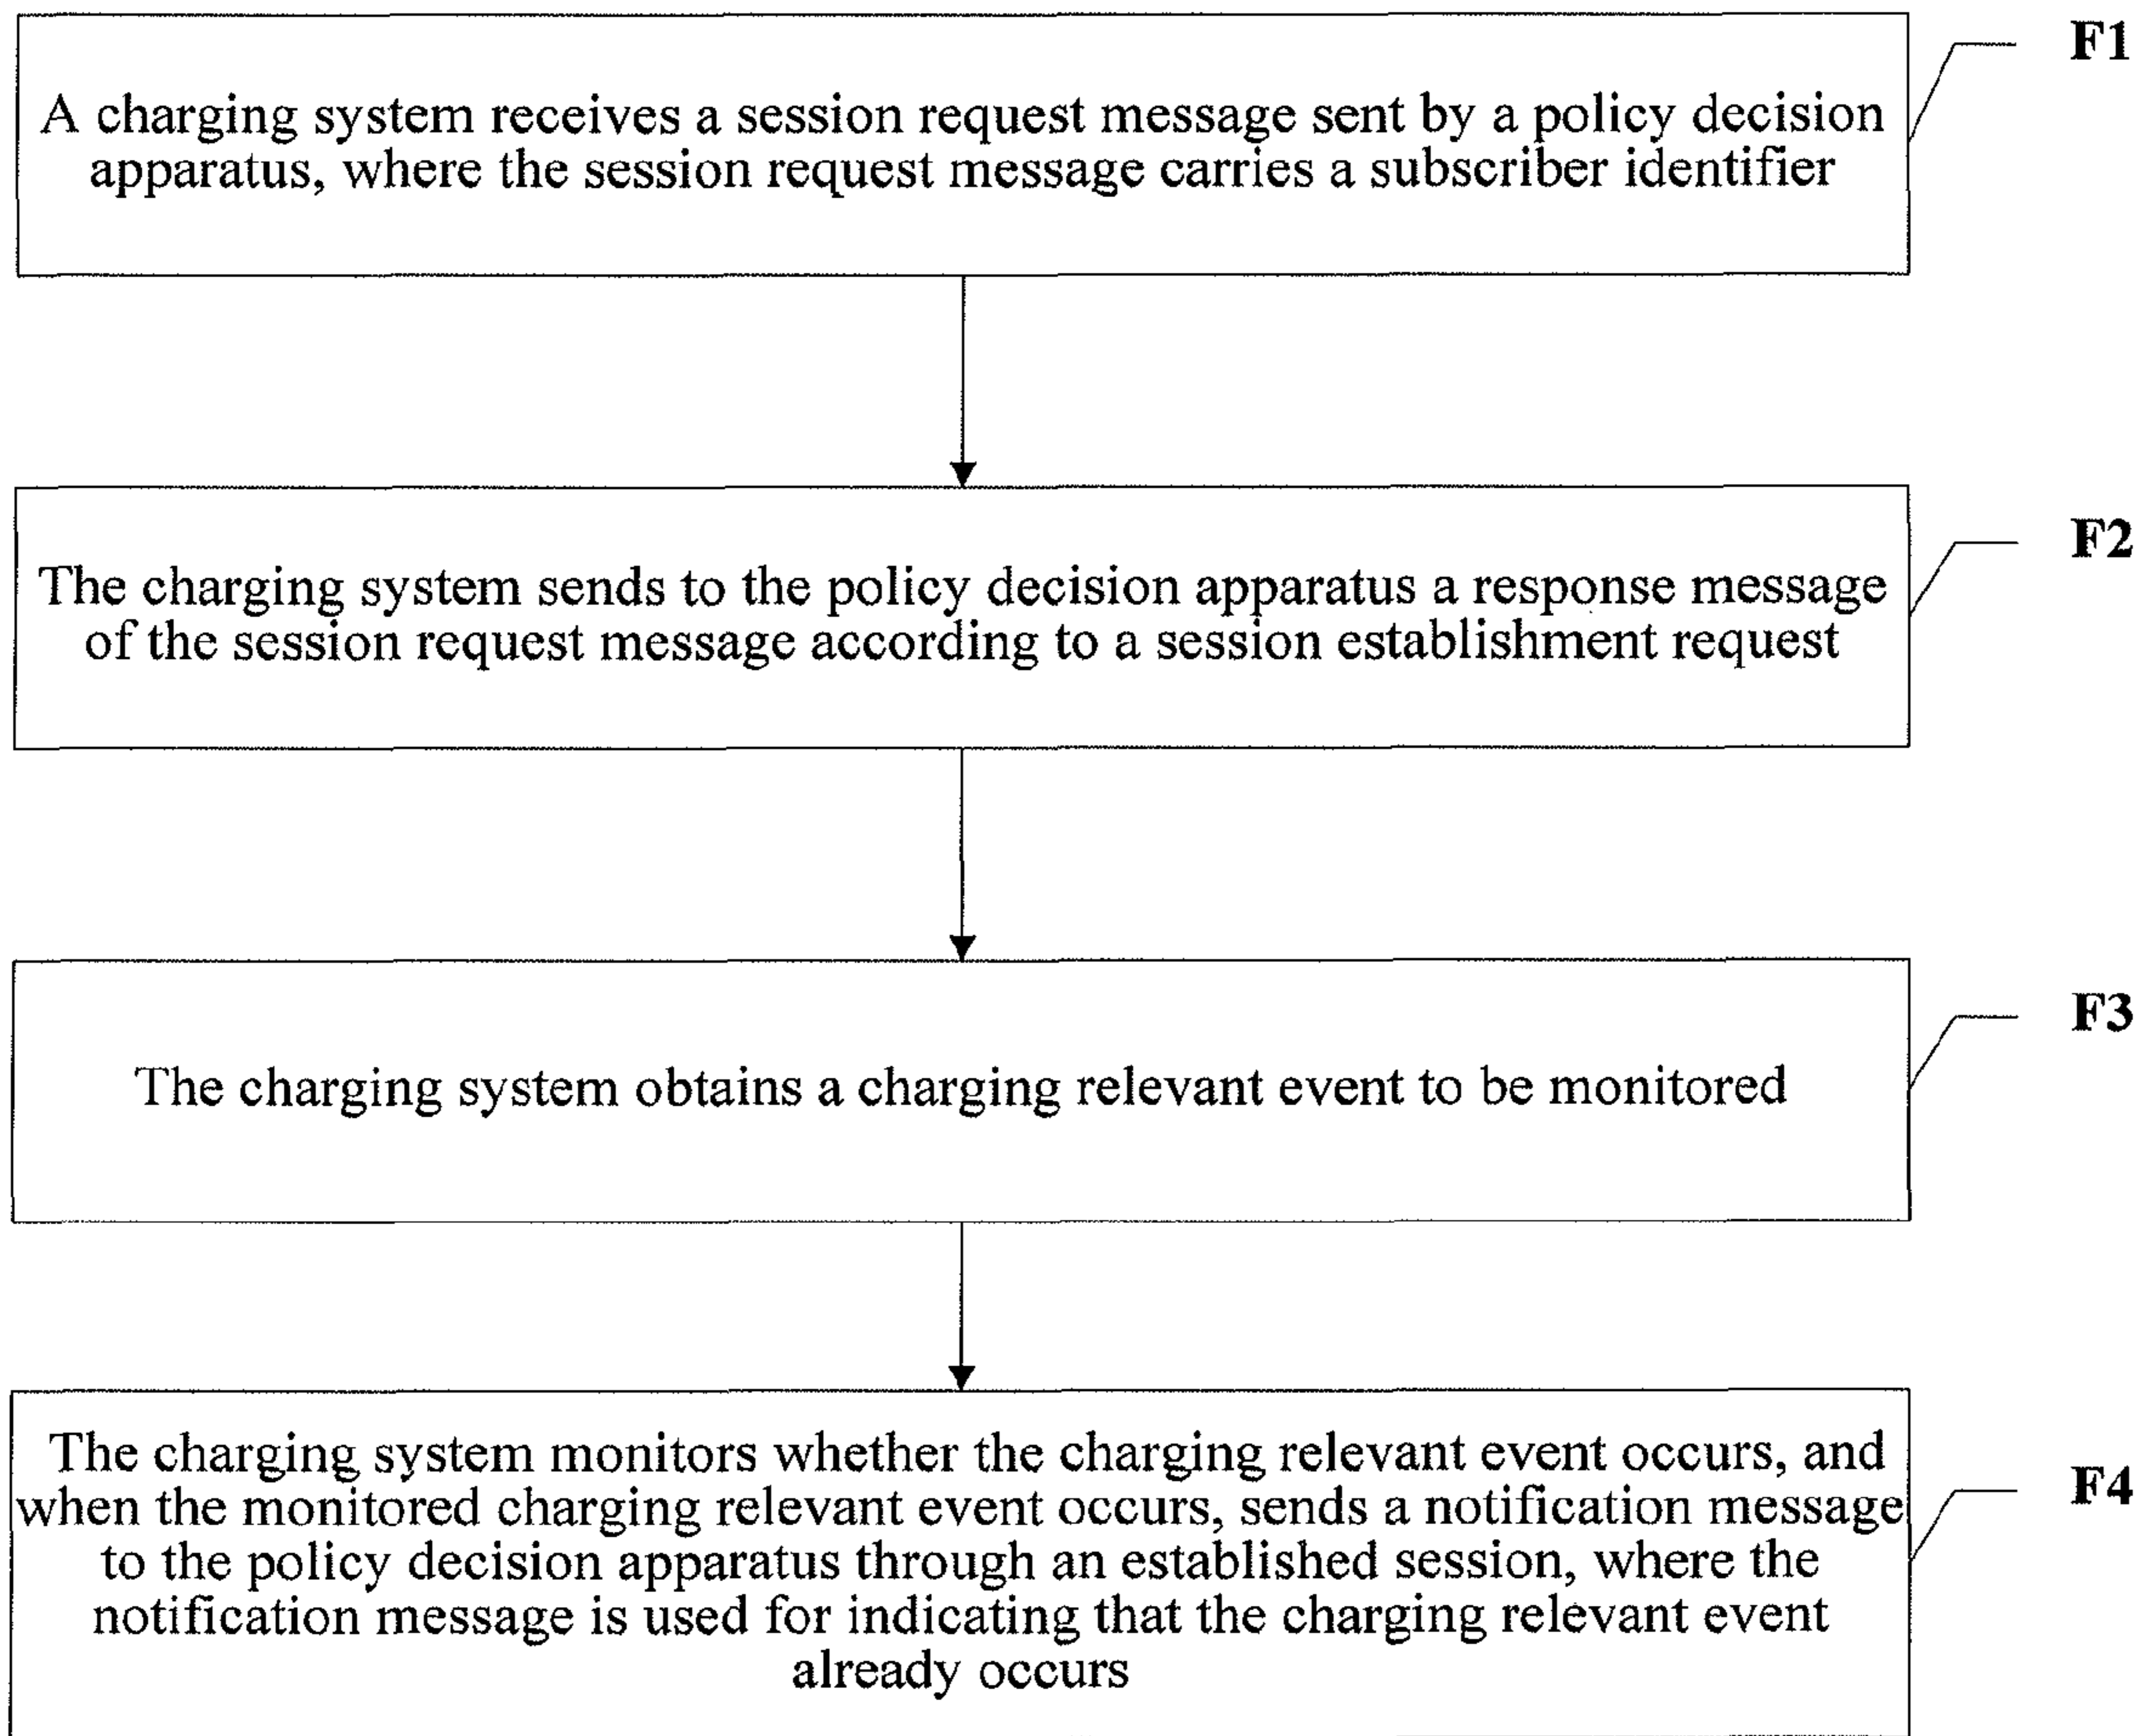 A charging system receives a session request message sent by a policy decision
apparatus, where the session request message carries a subscriber identifier
F1
The charging system sends to the policy decision apparatus a response message
of the session request message according to a session establishment request
F2
The charging system obtains a charging relevant event to be monitored
F3
The charging system monitors whether the charging relevant event occurs, and
when the monitored charging relevant event occurs, sends a notification message
to the policy decision apparatus through an established session, where the
notification message is used for indicating that the charging relevant event
already occurs
F4